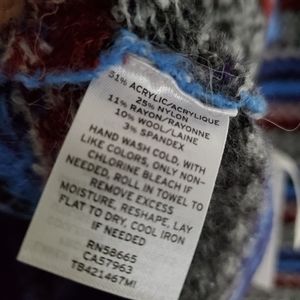 51% ACRYLIC/ACRYLIQUE
25% NYLON
11% RAYON/RAYONNE
10% WOOL/LAINE
3% SPANDEX
HAND WASH COLD, WITH
LIKE COLORS, ONLY NON-
CHLORINE BLEACH IF
NEEDED, ROLL IN TOWEL TO
REMOVE EXCESS
MOISTURE, RESHAPE, LAY
FLAT TO DRY, COOL IRON
IF NEEDED
RN58665
CA57963
TB421467MI